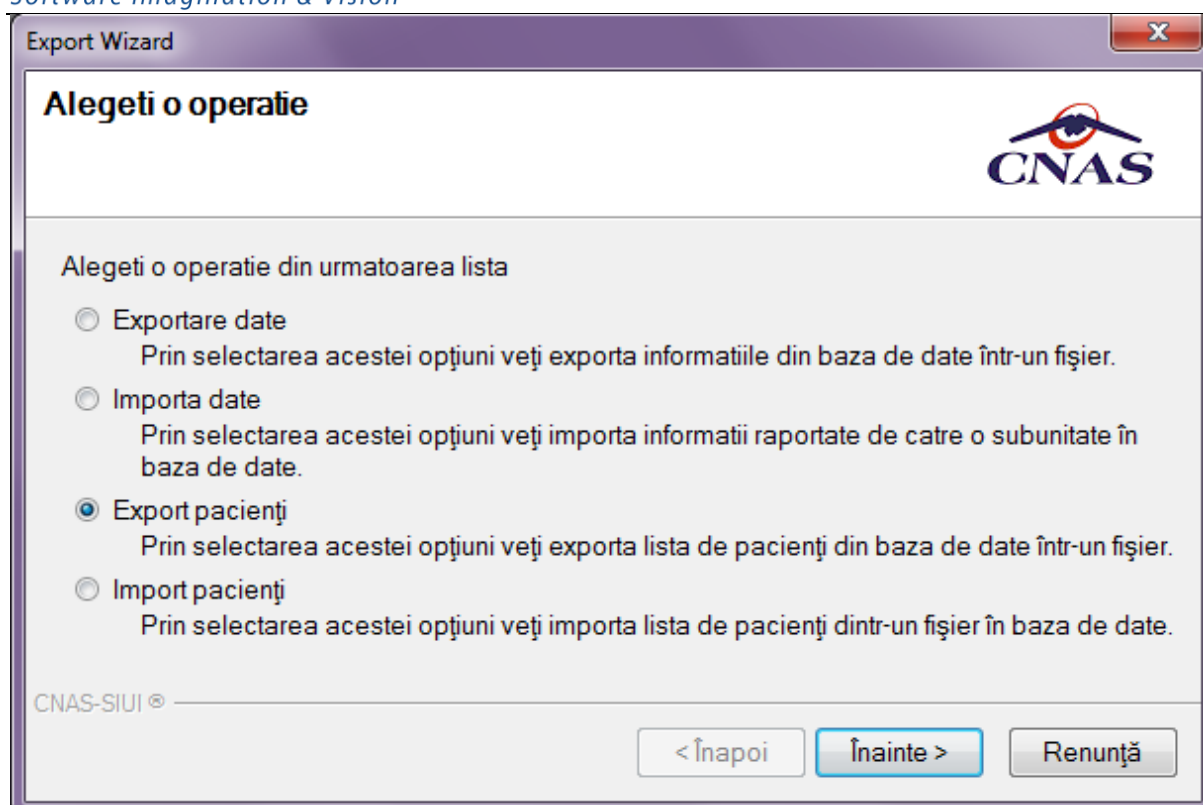 Software Imagination & Vision
Export Wizard
Alegeti o operatie
CNAS
Alegeti o operatie din urmatoarea lista
Exportare date
Prin selectarea acestei opţiuni veţi exporta informatiile din baza de date într-un fişier.
Importa date
Prin selectarea acestei opţiuni veţi importa informatii raportate de catre o subunitate în
baza de date.
Export pacienţi
Prin selectarea acestei opţiuni veţi exporta lista de pacienţi din baza de date într-un fişier.
Import pacienţi
Prin selectarea acestei opţiuni veţi importa lista de pacienţi dintr-un fişier în baza de date.
CNAS-SIUI ®
< Înapoi Înainte > Renunţă